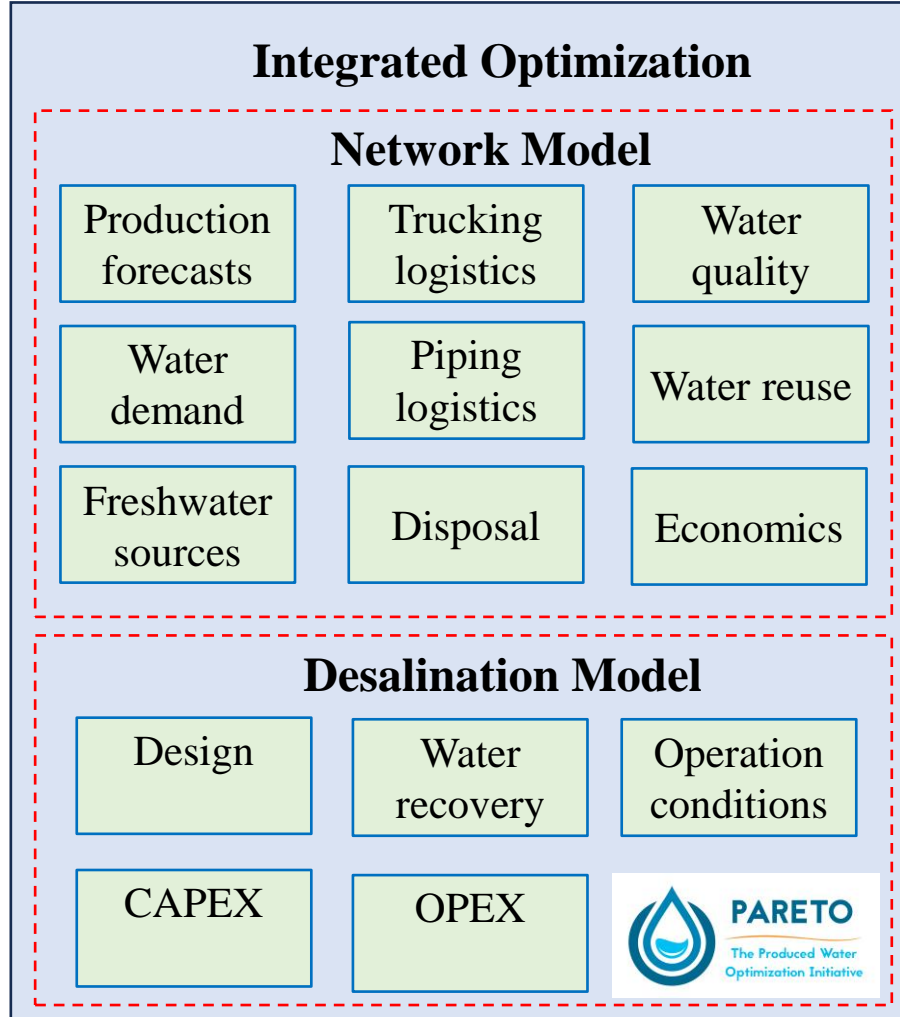 Integrated Optimization
Network Model
Production
forecasts
Trucking
logistics
Water
quality
Water
demand
Piping
logistics
Water reuse
Freshwater
sources
Disposal
Economics
Desalination Model
Design
Water
recovery
Operation
conditions
CAPEX
OPEX
PARETO
The Produced Water
Optimization Initiative